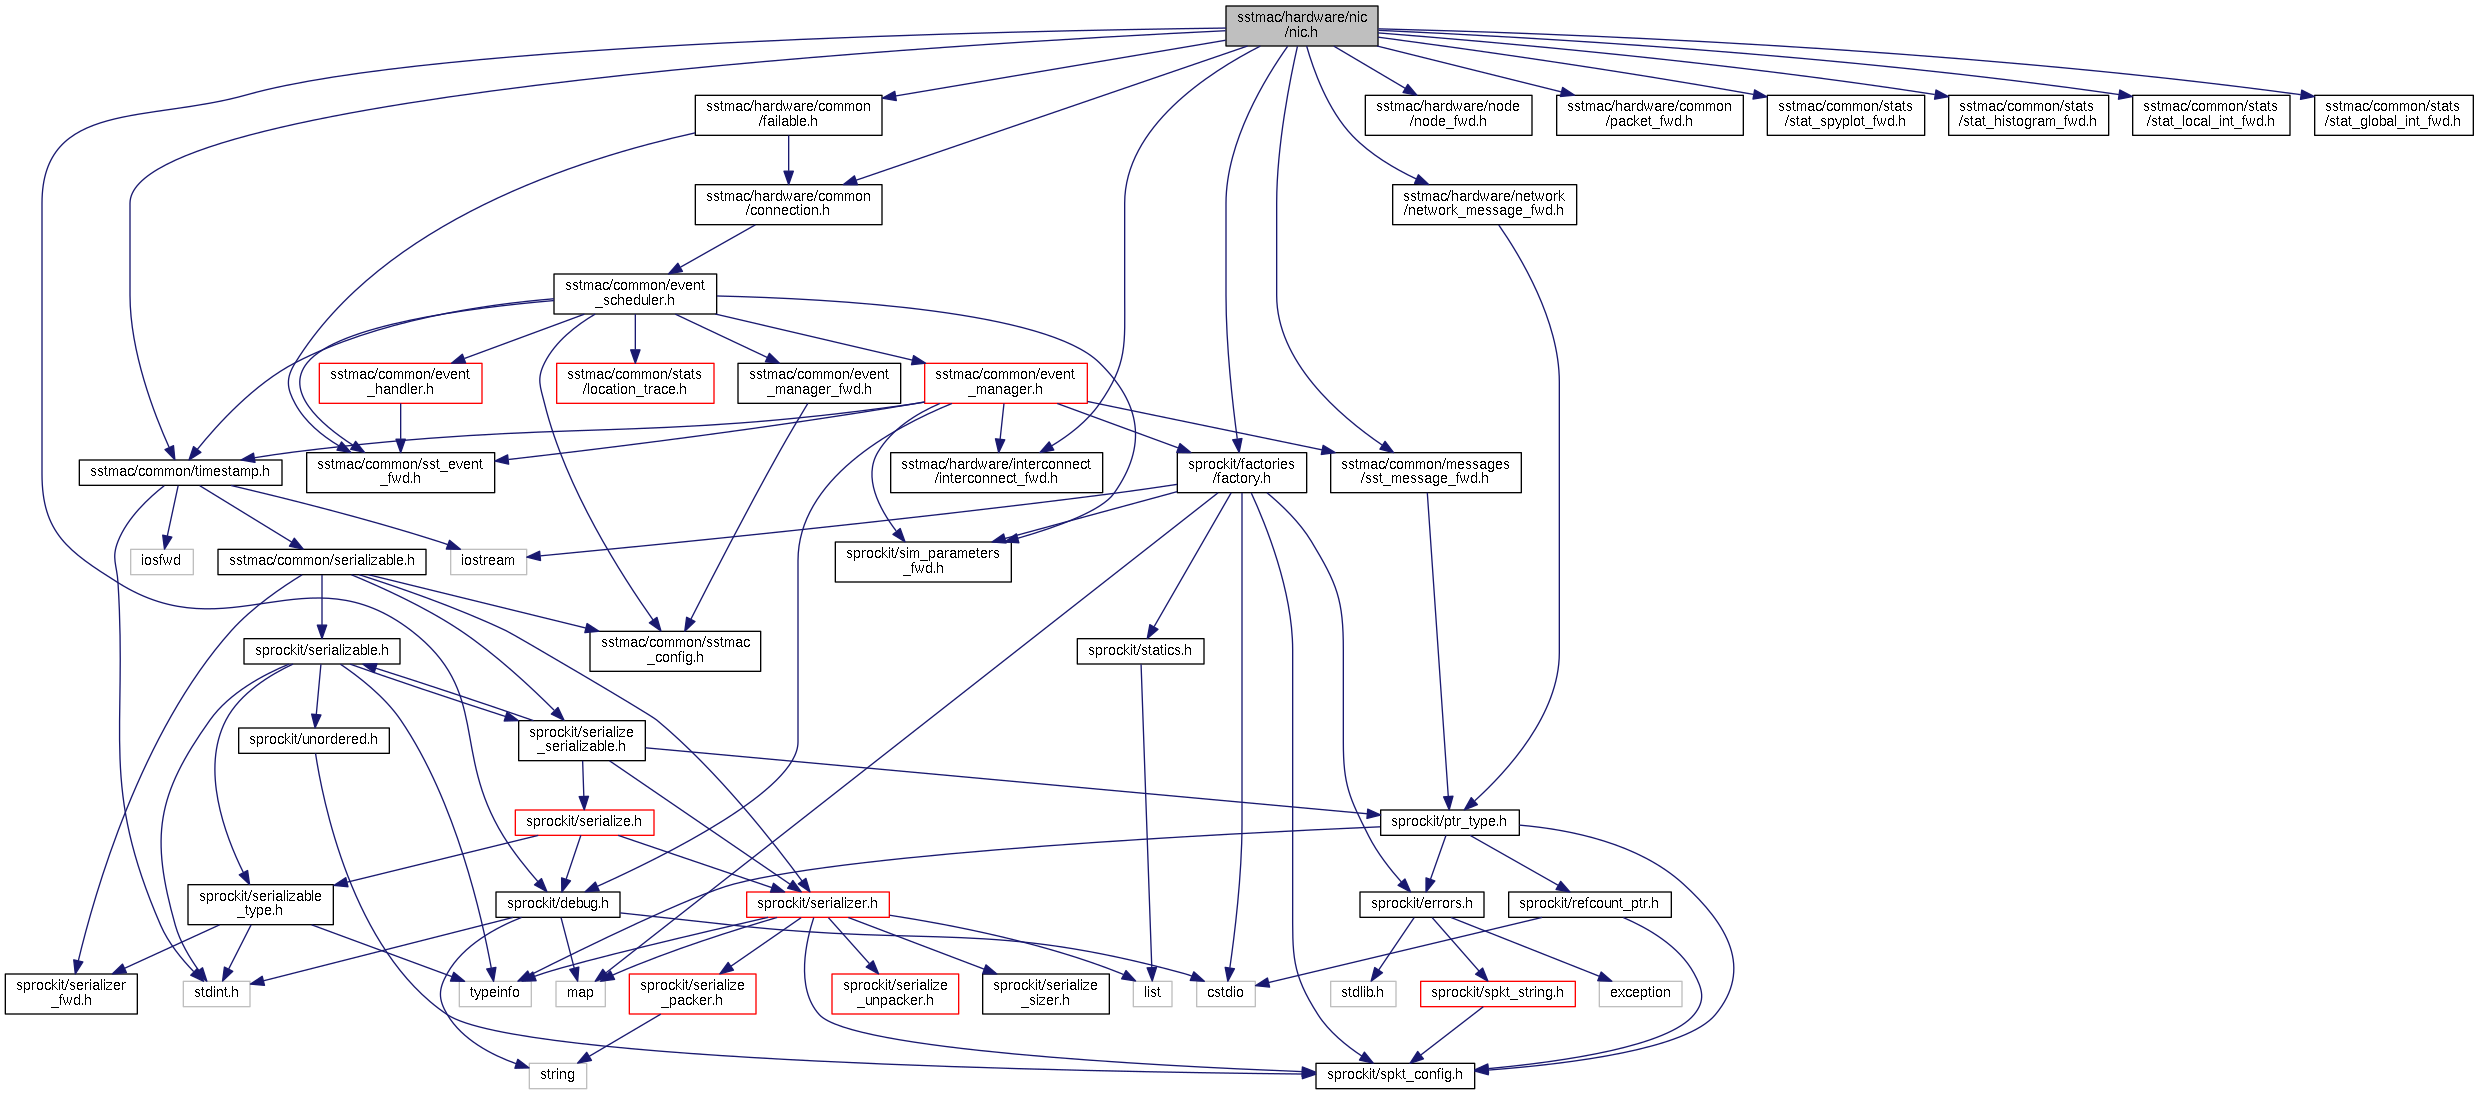 sstmac/hardware/nic
/nic.h
sstmac/hardware/common
/failable.h
sstmac/hardware/node
/node_fwd.h
sstmac/hardware/common
/packet_fwd.h
sstmac/common/stats
/stat_spyplot_fwd.h
sstmac/common/stats
/stat_histogram_fwd.h
sstmac/common/stats
/stat_local_int_fwd.h
sstmac/common/stats
/stat_global_int_fwd.h
sstmac/hardware/common
/connection.h
sstmac/hardware/network
/network_message_fwd.h
sstmac/common/event
_scheduler.h
sstmac/common/event
_handler.h
sstmac/common/stats
/location_trace.h
sstmac/common/event
_manager_fwd.h
sstmac/common/event
_manager.h
sstmac/common/timestamp.h
sstmac/common/sst_event
_fwd.h
sstmac/hardware/interconnect
/interconnect_fwd.h
sprockit/factories
/factory.h
sstmac/common/messages
/sst_message_fwd.h
iosfwd
sstmac/common/serializable.h
iostream
sprockit/sim_parameters
_fwd.h
sprockit/serializable.h
sstmac/common/sstmac
_config.h
sprockit/statics.h
sprockit/unordered.h
sprockit/serialize
_serializable.h
sprockit/serialize.h
sprockit/ptr_type.h
sprockit/serializable
_type.h
sprockit/debug.h
sprockit/serializer.h
sprockit/errors.h
sprockit/refcount_ptr.h
sprockit/serializer
_fwd.h
stdint.h
typeinfo
map
sprockit/serialize
_packer.h
sprockit/serialize
_unpacker.h
sprockit/serialize
_sizer.h
list
cstdio
stdlib.h
sprockit/spkt_string.h
exception
string
sprockit/spkt_config.h